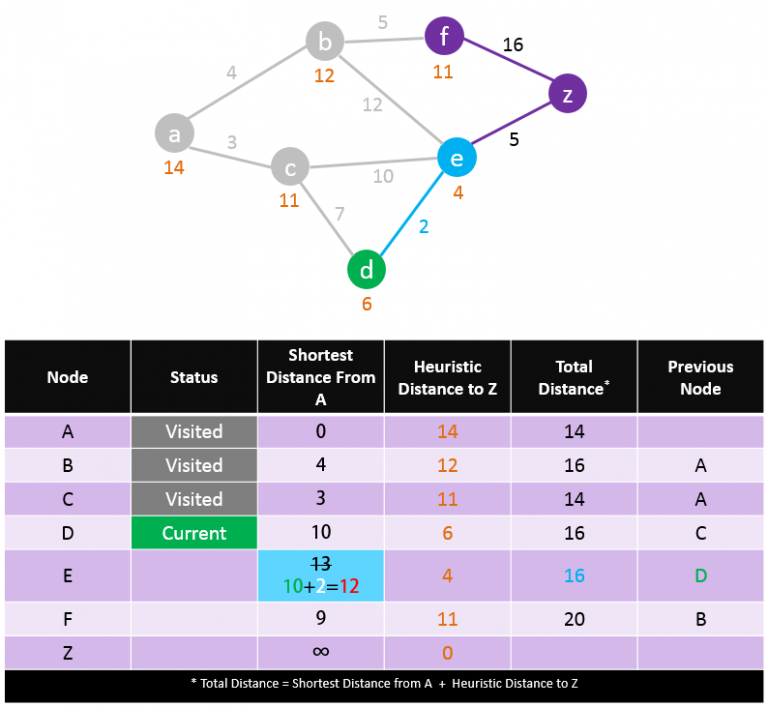 5
b
f
16
12
11
4
z
12
a
5
3
e
14
c
10
4
11
7
2
d
6
Node Status Shortest Distance From A Heuristic Distance to Z Total Distance* Previous Node
A Visited 0 14 14
B Visited 4 12 16 A
C Visited 3 11 14 A
D Current 10 6 16 C
E 13 10+2=12 4 16 D
F 9 11 20 B
Z ∞ 0
* Total Distance = Shortest Distance from A + Heuristic Distance to Z